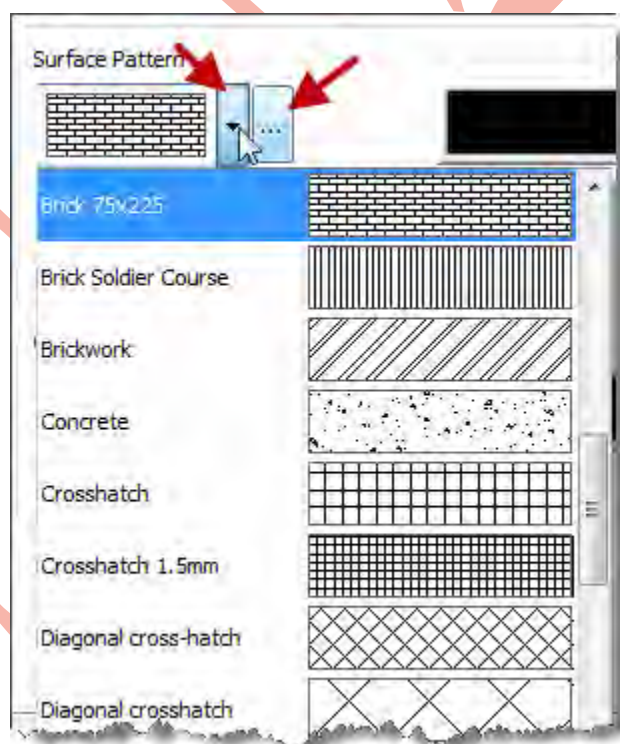 Surface Pattern
...
Brick 75x225
Brick Soldier Course
Brickwork
Concrete
Crosshatch
Crosshatch 1.5mm
Diagonal cross-hatch
Diagonal crosshatch